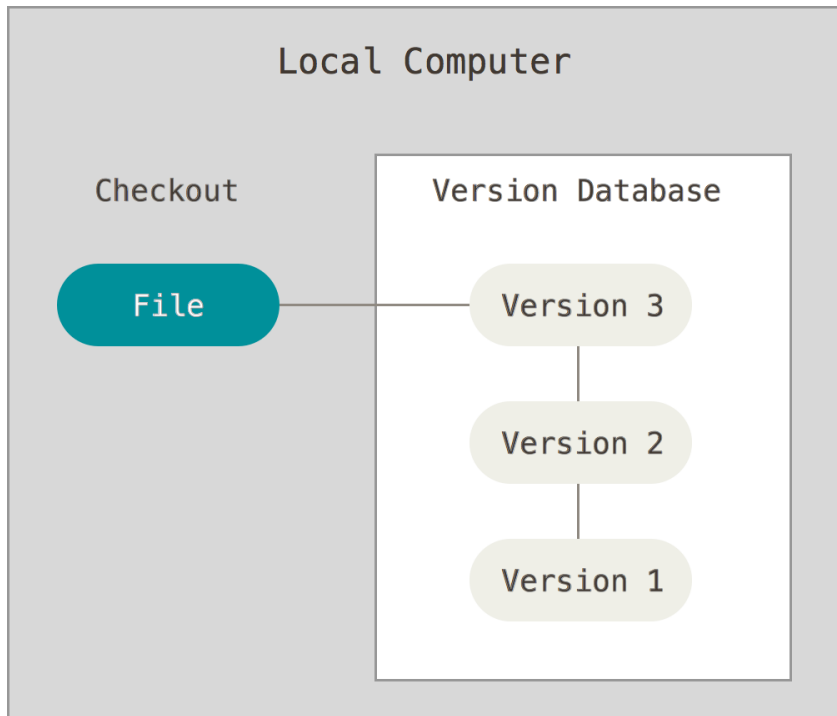 Local Computer
Checkout
Version Database
File
Version 3
Version 2
Version 1